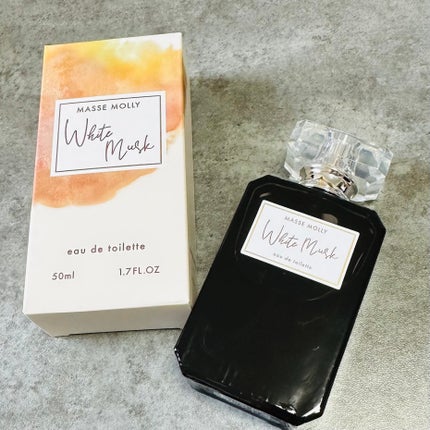 MASSE MOLLY
White
Musk
eau de toilette
50ml 1.7FL.OZ
MASSE MOLLY
White Musk
eau de toilette